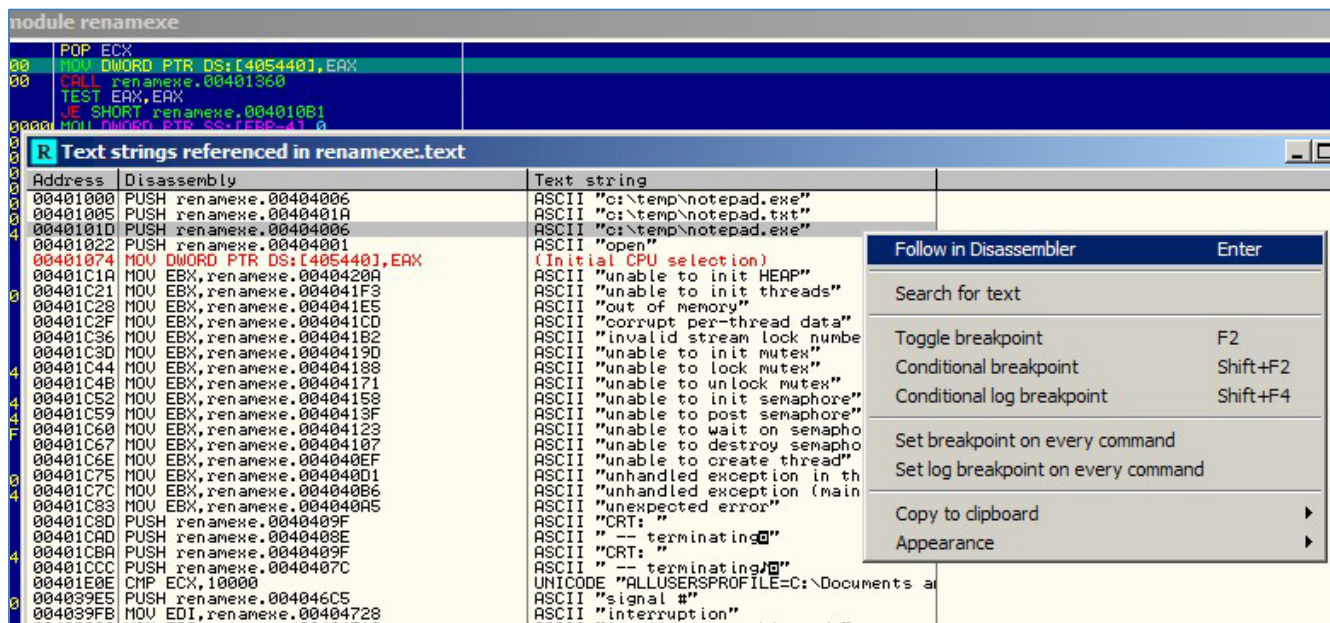 module renamexe
POP ECX
00 MOV DWORD PTR DS:[405440],EAX
00 CALL renamexe.00401360
TEST EAX,EAX
JE SHORT renamexe.004010B1
0000 MOV DWORD PTR SS:[EBP-4],0
R Text strings referenced in renamexe:.text
Address Disassembly Text string
00401000 PUSH renamexe.00404006 ASCII "c:\temp\notepad.exe"
00401005 PUSH renamexe.0040401A ASCII "c:\temp\notepad.txt"
0040101D PUSH renamexe.00404006 ASCII "c:\temp\notepad.exe"
00401022 PUSH renamexe.00404001 ASCII "open"
00401074 MOV DWORD PTR DS:[405440],EAX (Initial CPU selection)
00401C1A MOV EBX,renamexe.0040420A ASCII "unable to init HEAP"
00401C21 MOV EBX,renamexe.004041F3 ASCII "unable to init threads"
00401C28 MOV EBX,renamexe.004041E5 ASCII "out of memory"
00401C2F MOV EBX,renamexe.004041CD ASCII "corrupt per-thread data"
00401C36 MOV EBX,renamexe.004041B2 ASCII "invalid stream lock numbe
00401C3D MOV EBX,renamexe.0040419D ASCII "unable to init mutex"
00401C44 MOV EBX,renamexe.00404188 ASCII "unable to lock mutex"
00401C4B MOV EBX,renamexe.00404171 ASCII "unable to unlock mutex"
00401C52 MOV EBX,renamexe.00404158 ASCII "unable to init semaphore"
00401C59 MOV EBX,renamexe.0040413F ASCII "unable to post semaphore"
00401C60 MOV EBX,renamexe.00404123 ASCII "unable to wait on semapho
00401C67 MOV EBX,renamexe.00404107 ASCII "unable to destroy semapho
00401C6E MOV EBX,renamexe.004040EF ASCII "unable to create thread"
00401C75 MOV EBX,renamexe.004040D1 ASCII "unhandled exception in th
00401C7C MOV EBX,renamexe.004040B6 ASCII "unhandled exception (main
00401C83 MOV EBX,renamexe.004040A5 ASCII "unexpected error"
00401C8D PUSH renamexe.0040409F ASCII "CRT: "
00401CAD PUSH renamexe.0040408E ASCII " -- terminating◙"
00401CBA PUSH renamexe.0040409F ASCII "CRT: "
00401CCC PUSH renamexe.0040407C ASCII " -- terminating♪◙"
00401E0E CMP ECX,10000 UNICODE "ALLUSERSPROFILE=C:\Documents a
004039E5 PUSH renamexe.004046C5 ASCII "signal #"
004039FB MOV EDI,renamexe.00404728 ASCII "interruption"
Follow in Disassembler Enter
Search for text
Toggle breakpoint F2
Conditional breakpoint Shift+F2
Conditional log breakpoint Shift+F4
Set breakpoint on every command
Set log breakpoint on every command
Copy to clipboard
Appearance